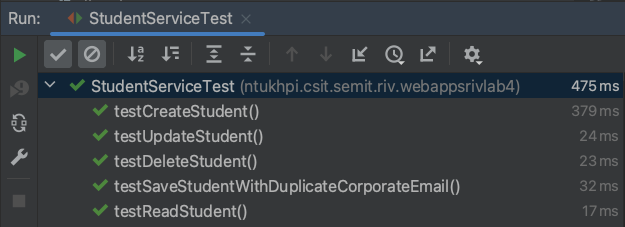 Run: StudentServiceTest ×
StudentServiceTest (ntukhpi.csit.semit.riv.webappsrivlab4) 475 ms
testCreateStudent() 379 ms
testUpdateStudent() 24 ms
testDeleteStudent() 23 ms
testSaveStudentWithDuplicateCorporateEmail() 32 ms
testReadStudent() 17 ms